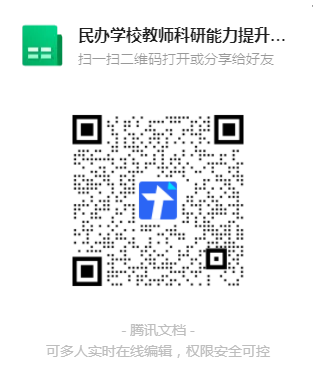 民办学校教师科研能力提升...
扫一扫二维码打开或分享给好友
- 腾讯文档 -
可多人实时在线编辑，权限安全可控